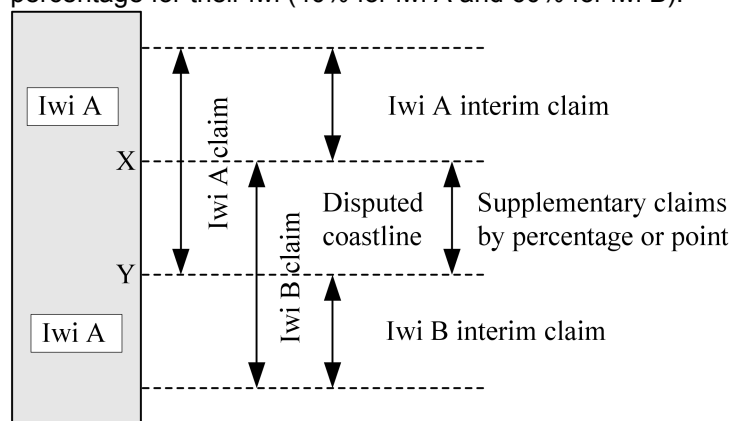 percentage for their Iwi (40% for Iwi A and 60% for Iwi B).
Iwi A
Iwi A interim claim
X
Iwi A claim
Disputed
coastline
Supplementary claims
by percentage or point
Y
Iwi B claim
Iwi A
Iwi B interim claim